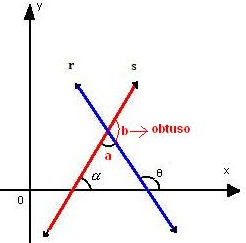 y
r s
b → obtuso
a
α θ x
0